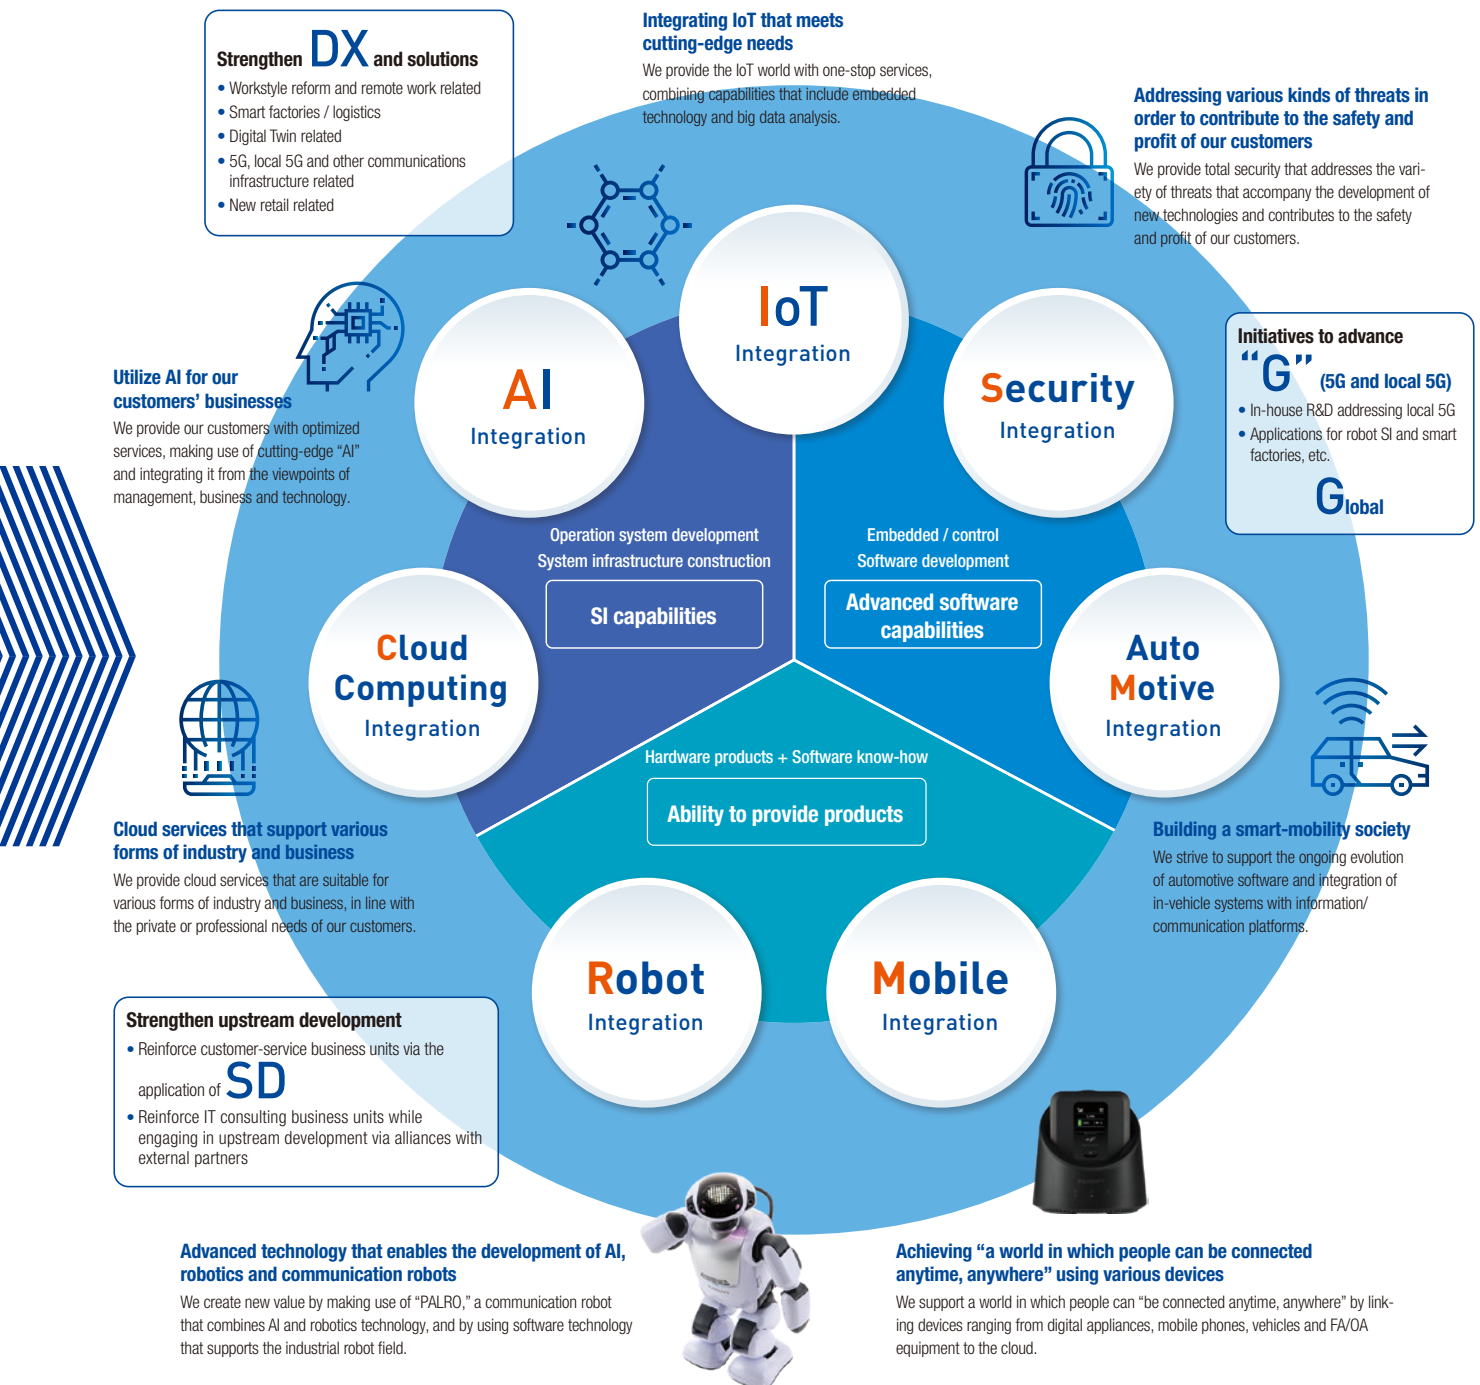 Strengthen DX and solutions
• Workstyle reform and remote work related
• Smart factories / logistics
• Digital Twin related
• 5G, local 5G and other communications
infrastructure related
• New retail related
Integrating IoT that meets
cutting-edge needs
We provide the IoT world with one-stop services,
combining capabilities that include embedded
technology and big data analysis.
Addressing various kinds of threats in
order to contribute to the safety and
profit of our customers
We provide total security that addresses the vari-
ety of threats that accompany the development of
new technologies and contributes to the safety
and profit of our customers.
Initiatives to advance
“G” (5G and local 5G)
• In-house R&D addressing local 5G
• Applications for robot SI and smart
factories, etc.
Global
Utilize AI for our
customers’ businesses
We provide our customers with optimized
services, making use of cutting-edge “AI”
and integrating it from the viewpoints of
management, business and technology.
IoT
Integration
AI
Integration
Security
Integration
Operation system development
System infrastructure construction
SI capabilities
Embedded / control
Software development
Advanced software
capabilities
Cloud
Computing
Integration
Auto
Motive
Integration
Hardware products + Software know-how
Ability to provide products
Robot
Integration
Mobile
Integration
Cloud services that support various
forms of industry and business
We provide cloud services that are suitable for
various forms of industry and business, in line with
the private or professional needs of our customers.
Building a smart-mobility society
We strive to support the ongoing evolution
of automotive software and integration of
in-vehicle systems with information/
communication platforms.
Strengthen upstream development
• Reinforce customer-service business units via the
application of SD
• Reinforce IT consulting business units while
engaging in upstream development via alliances with
external partners
Advanced technology that enables the development of AI,
robotics and communication robots
We create new value by making use of “PALRO,” a communication robot
that combines AI and robotics technology, and by using software technology
that supports the industrial robot field.
Achieving “a world in which people can be connected
anytime, anywhere” using various devices
We support a world in which people can “be connected anytime, anywhere” by link-
ing devices ranging from digital appliances, mobile phones, vehicles and FA/OA
equipment to the cloud.